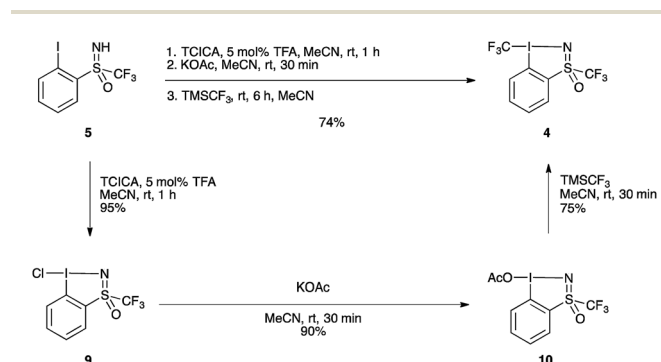 I
NH
S
CF₃
O
5
1. TCICA, 5 mol% TFA, MeCN, rt, 1 h
2. KOAc, MeCN, rt, 30 min
3. TMSCF₃, rt, 6 h, MeCN
74%
F₃C I N
S
CF₃
O
4
TCICA, 5 mol% TFA
MeCN, rt, 1 h
95%
TMSCF₃
MeCN, rt, 30 min
75%
Cl I N
S
CF₃
O
9
KOAc
MeCN, rt, 30 min
90%
AcO I N
S
CF₃
O
10